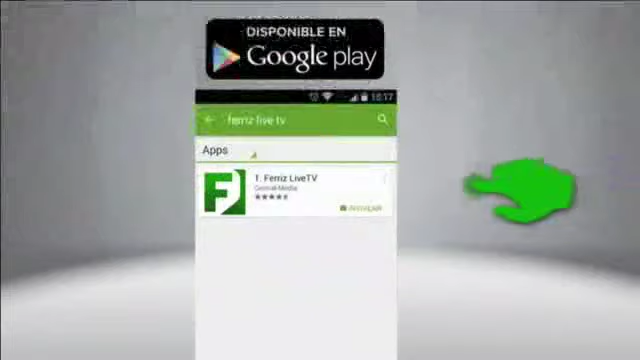 DISPONIBLE EN
Google play
ferriz live tv
Apps
1. Ferriz LiveTV